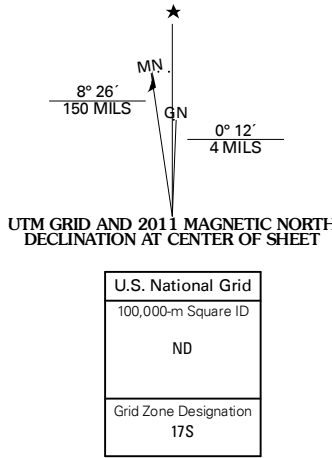 MN
8° 26´
150 MILS
GN
0° 12´
4 MILS
UTM GRID AND 2011 MAGNETIC NORTH
DECLINATION AT CENTER OF SHEET
U.S. National Grid
100,000-m Square ID
ND
Grid Zone Designation
17S